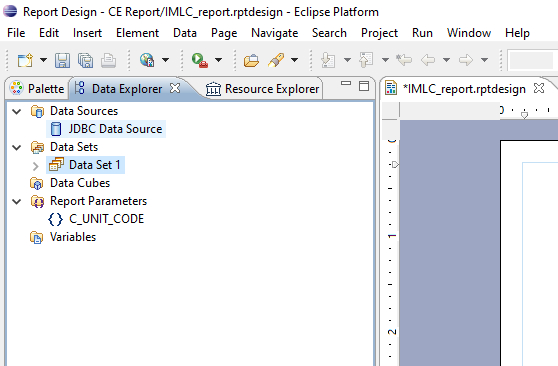 Report Design - CE Report/IMLC_report.rptdesign - Eclipse Platform
File Edit Insert Element Data Page Navigate Search Project Run Window Help
Palette Data Explorer Resource Explorer *IMLC_report.rptdesign
Data Sources
JDBC Data Source
Data Sets
Data Set 1
Data Cubes
Report Parameters
C_UNIT_CODE
Variables
0
1
2